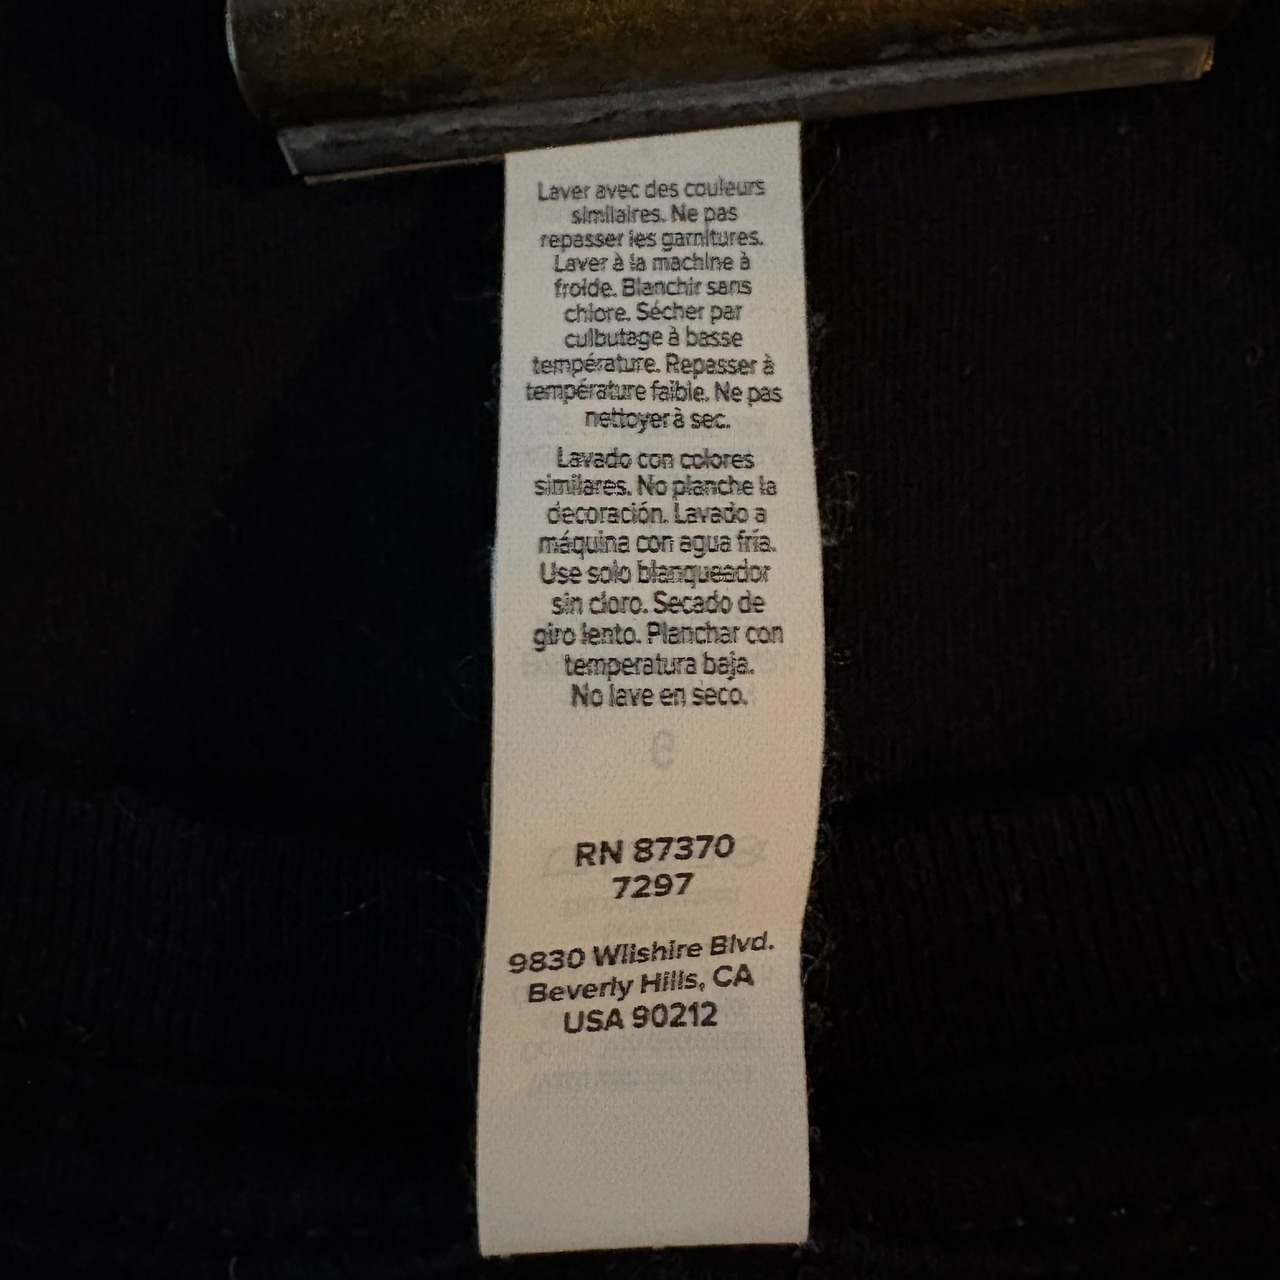 Laver avec des couleurs
similaires. Ne pas
repasser les garnitures.
Laver à la machine à
froide. Blanchir sans
chlore. Sécher par
culbutage à basse
température. Repasser à
température faible. Ne pas
nettoyer à sec.
Lavado con colores
similares. No planche la
decoración. Lavado a
máquina con agua fría.
Use solo blanqueador
sin cloro. Secado de
giro lento. Planchar con
temperatura baja.
No lave en seco.
RN 87370
7297
9830 Wilshire Blvd.
Beverly Hills, CA
USA 90212